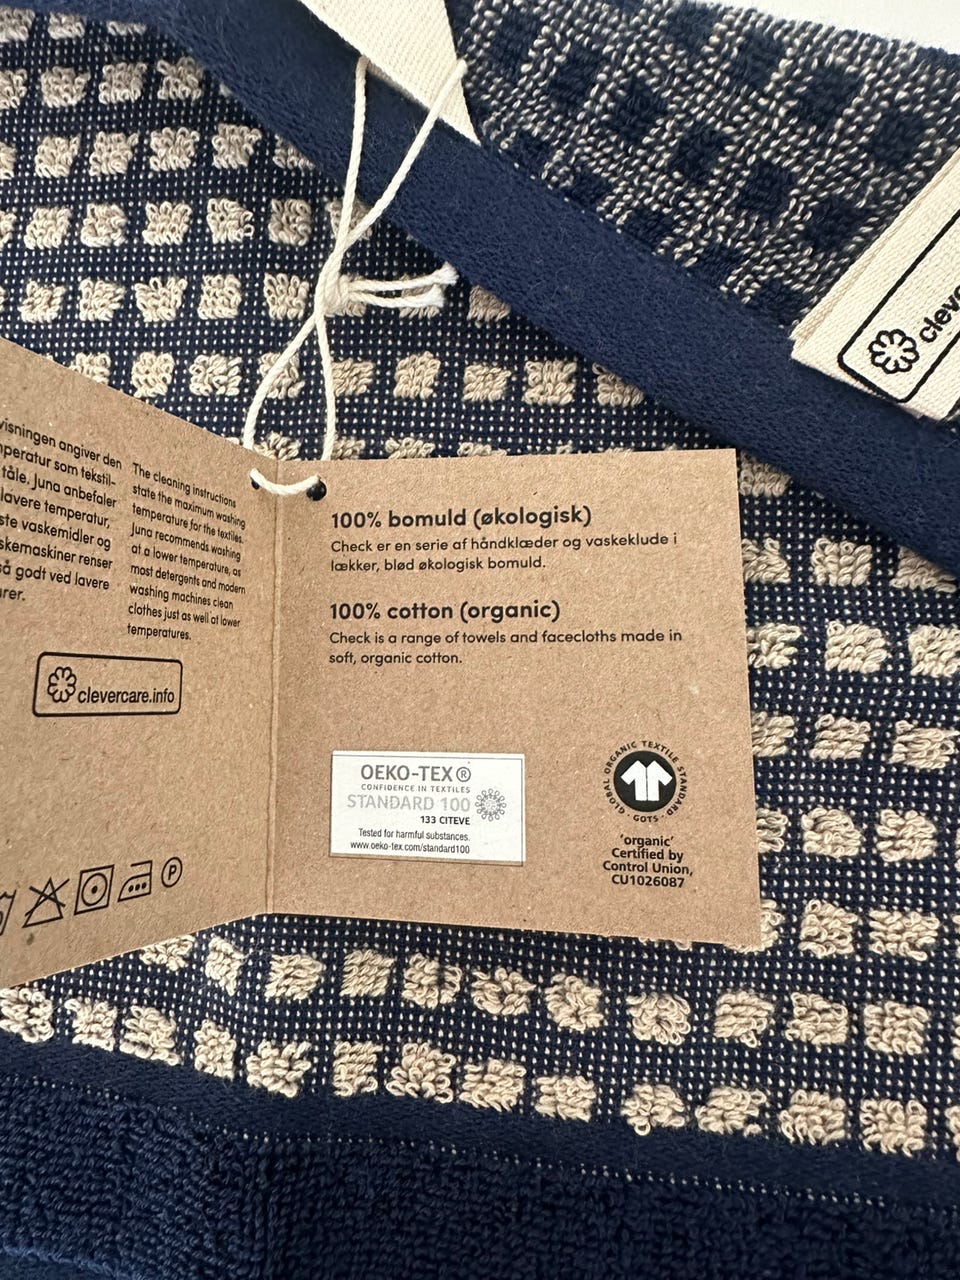 visningen angiver den
peratur som tekstil-
tåle. Juna anbefaler
lavere temperatur,
ste vaskemidler og
skemaskiner renser
så godt ved lavere
urer.
The cleaning instructions
state the maximum washing
temperature for the textiles.
Juna recommends washing
at a lower temperature, as
most detergents and modern
washing machines clean
clothes just as well at lower
temperatures.
clevercare.info
P
100% bomuld (økologisk)
Check er en serie af håndklæder og vaskeklude i
lækker, blød økologisk bomuld.
100% cotton (organic)
Check is a range of towels and facecloths made in
soft, organic cotton.
OEKO-TEX®
CONFIDENCE IN TEXTILES
STANDARD 100
133 CITEVE
Tested for harmful substances.
www.oeko-tex.com/standard100
GLOBAL ORGANIC TEXTILE STANDARD
· GOTS ·
'organic'
Certified by
Control Union,
CU1026087
cleve